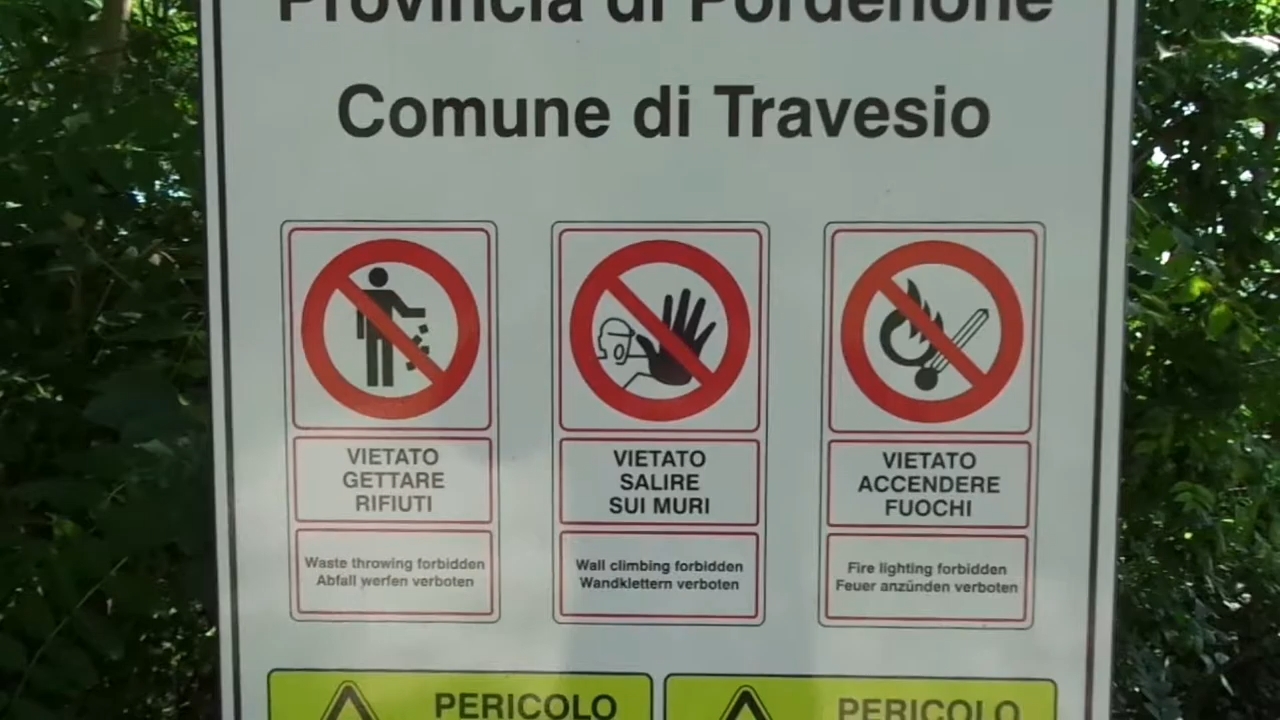 Provincia di Pordenone
Comune di Travesio
VIETATO
GETTARE
RIFIUTI
Waste throwing forbidden
Abfall werfen verboten
VIETATO
SALIRE
SUI MURI
Wall climbing forbidden
Wandklettern verboten
VIETATO
ACCENDERE
FUOCHI
Fire lighting forbidden
Feuer anzünden verboten
PERICOLO
PERICOLO